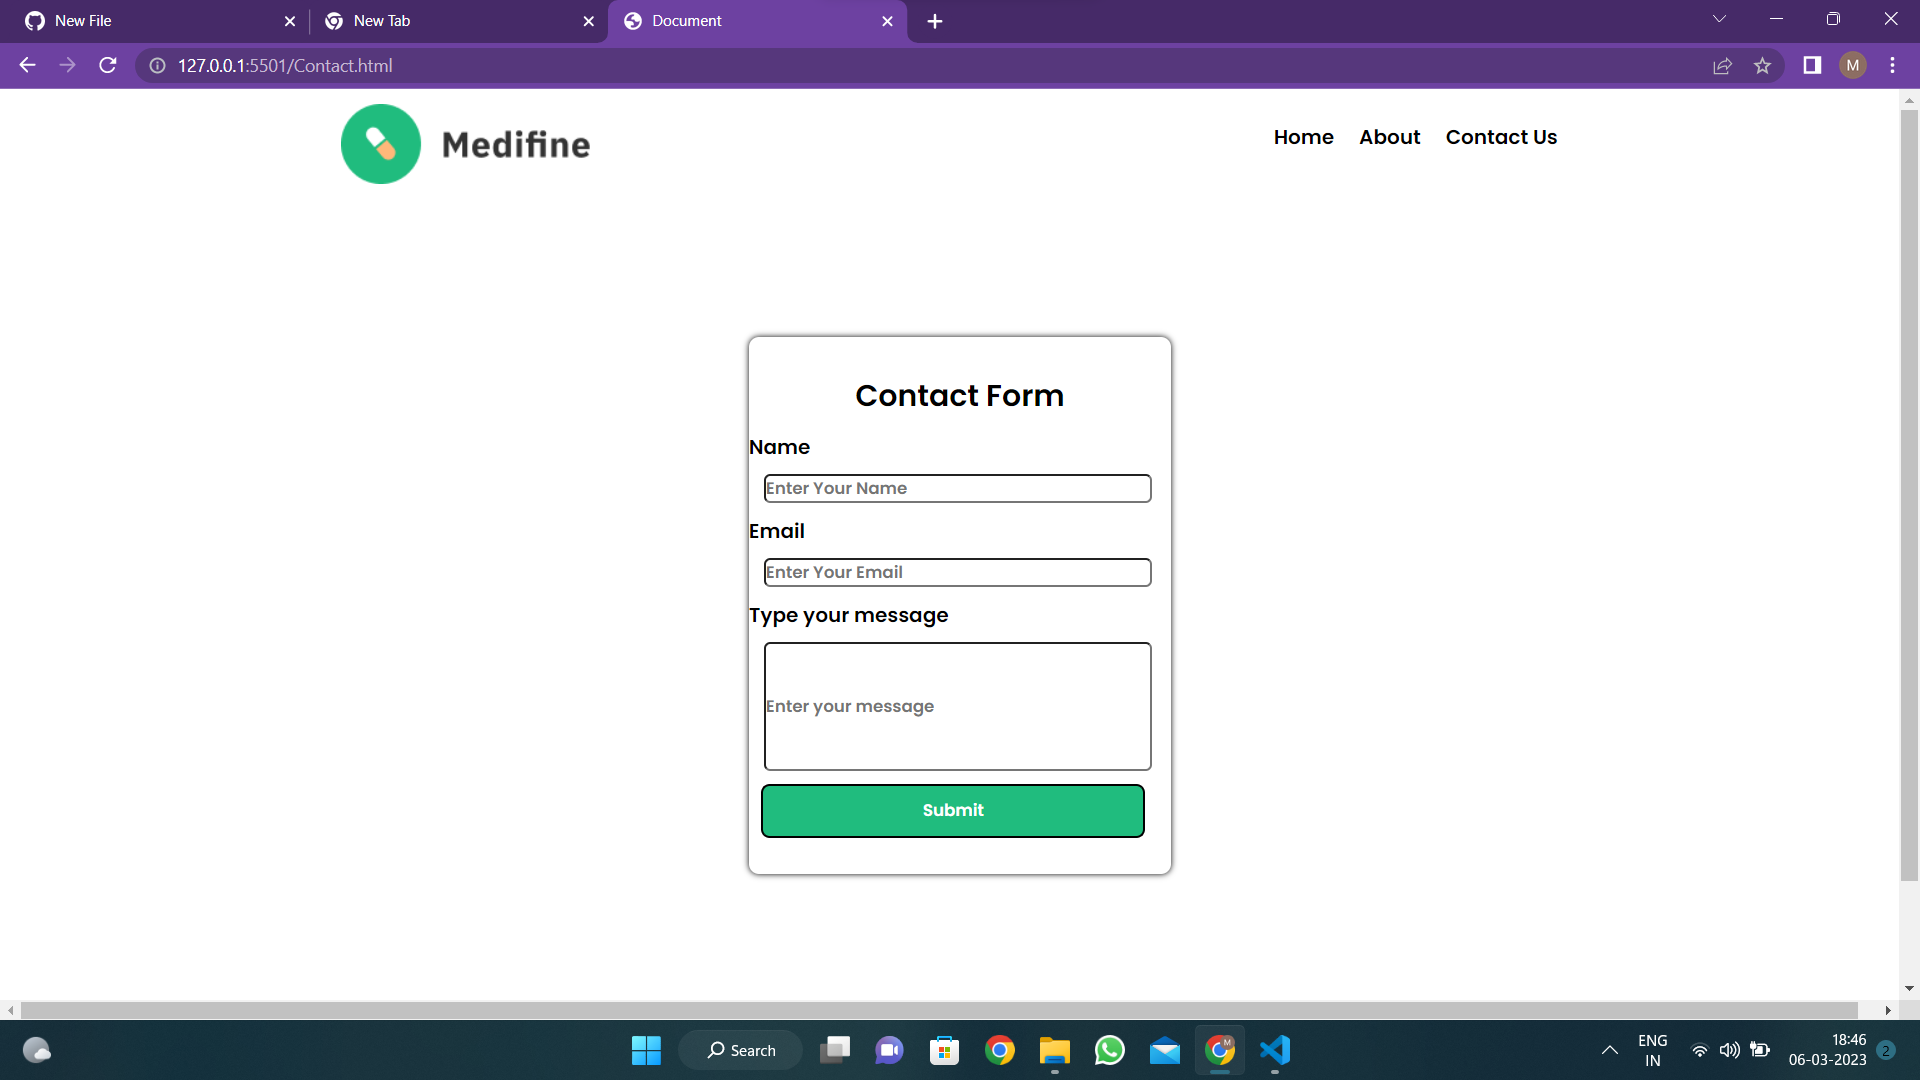 New File
New Tab
Document
127.0.0.1:5501/Contact.html
M
Medifine
Home About Contact Us
Contact Form
Name
Enter Your Name
Email
Enter Your Email
Type your message
Enter your message
Submit
Search
M
ENG
IN
18:46
06-03-2023
2